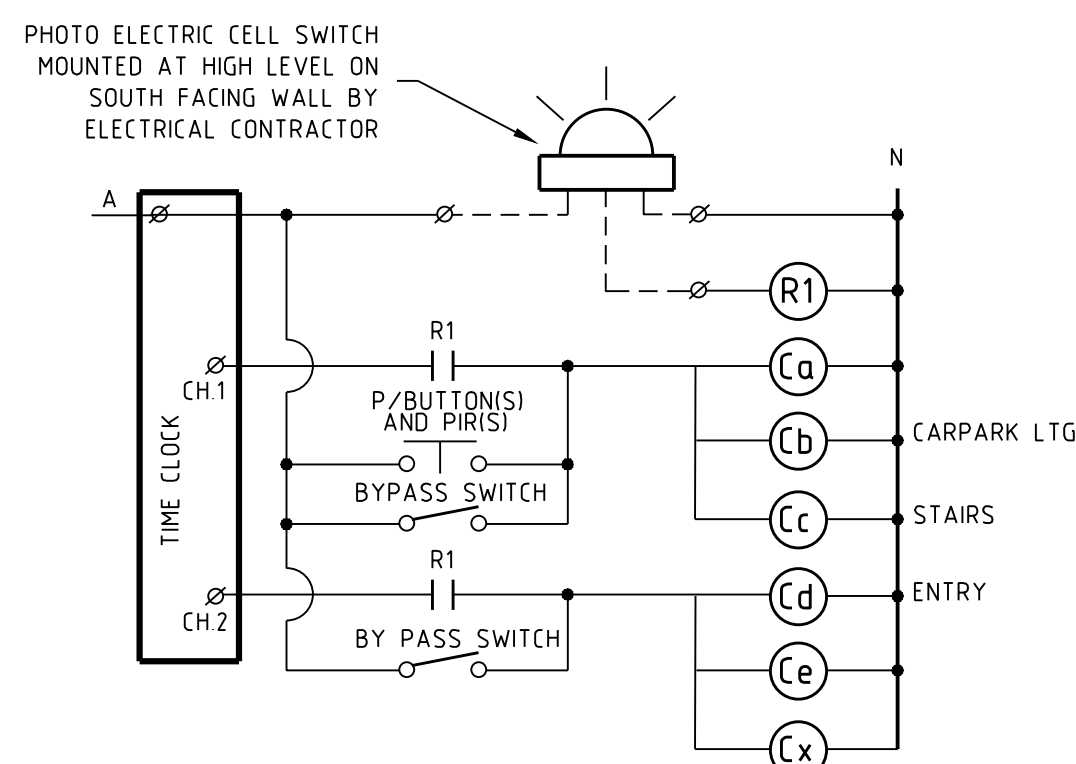 PHOTO ELECTRIC CELL SWITCH
MOUNTED AT HIGH LEVEL ON
SOUTH FACING WALL BY
ELECTRICAL CONTRACTOR
N
A
R1
R1
Ca
CH.1
P/BUTTON(S)
AND PIR(S)
Cb
CARPARK LTG
TIME CLOCK
BYPASS SWITCH
Cc
STAIRS
R1
Cd
ENTRY
CH.2
BY PASS SWITCH
Ce
Cx